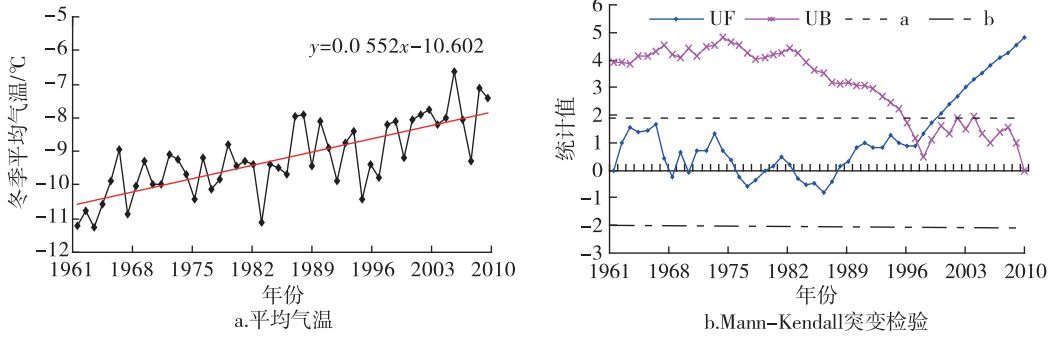 −5
−6
−7
−8
−9
−10
−11
−12
冬季平均气温/℃
y=0.0 552x−10.602
1961 1968 1975 1982 1989 1996 2003 2010
年份
a.平均气温
UF UB a b
6
5
4
3
2
1
0
−1
−2
−3
统计值
1961 1968 1975 1982 1989 1996 2003 2010
年份
b.Mann−Kendall突变检验